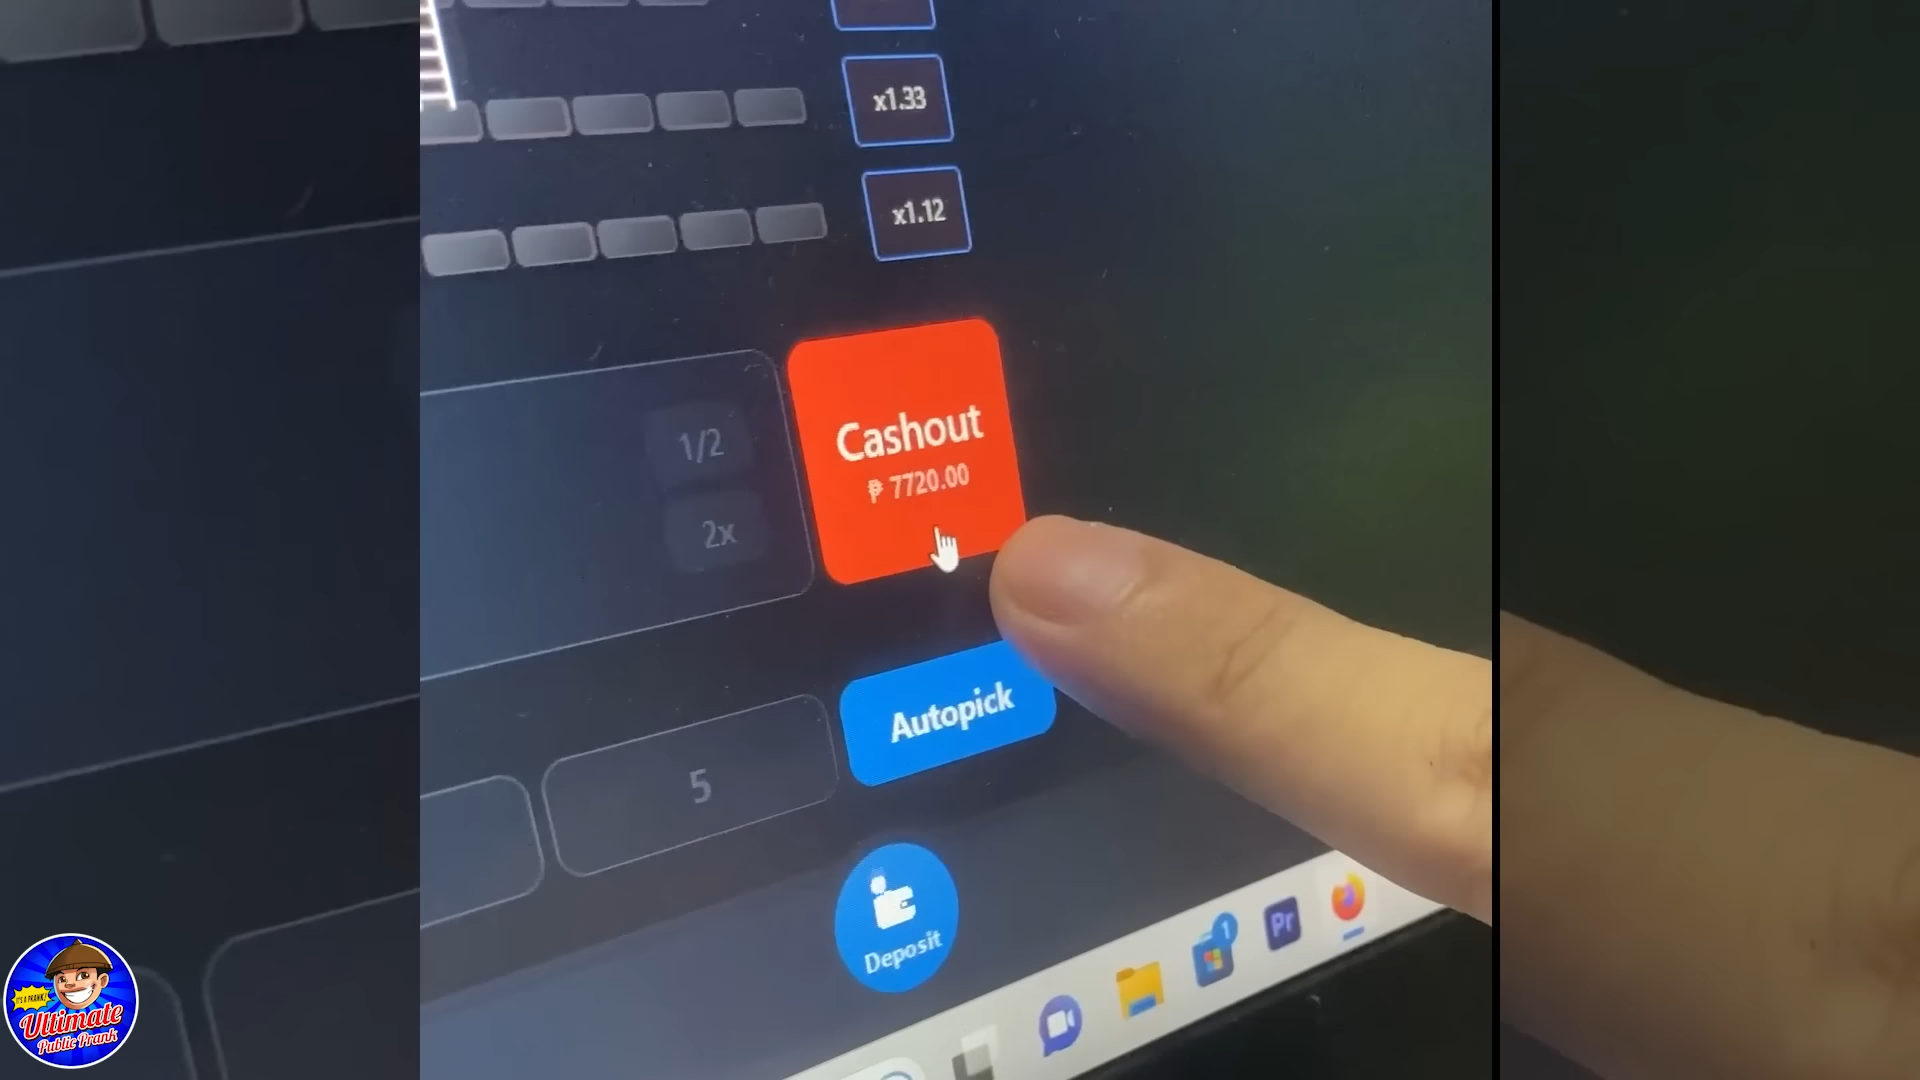 x1.33
x1.12
1/2
Cashout
₱ 7720.00
2x
Autopick
5
Deposit
1
Pr
IT'S A PRANK!
Ultimate
Public Prank